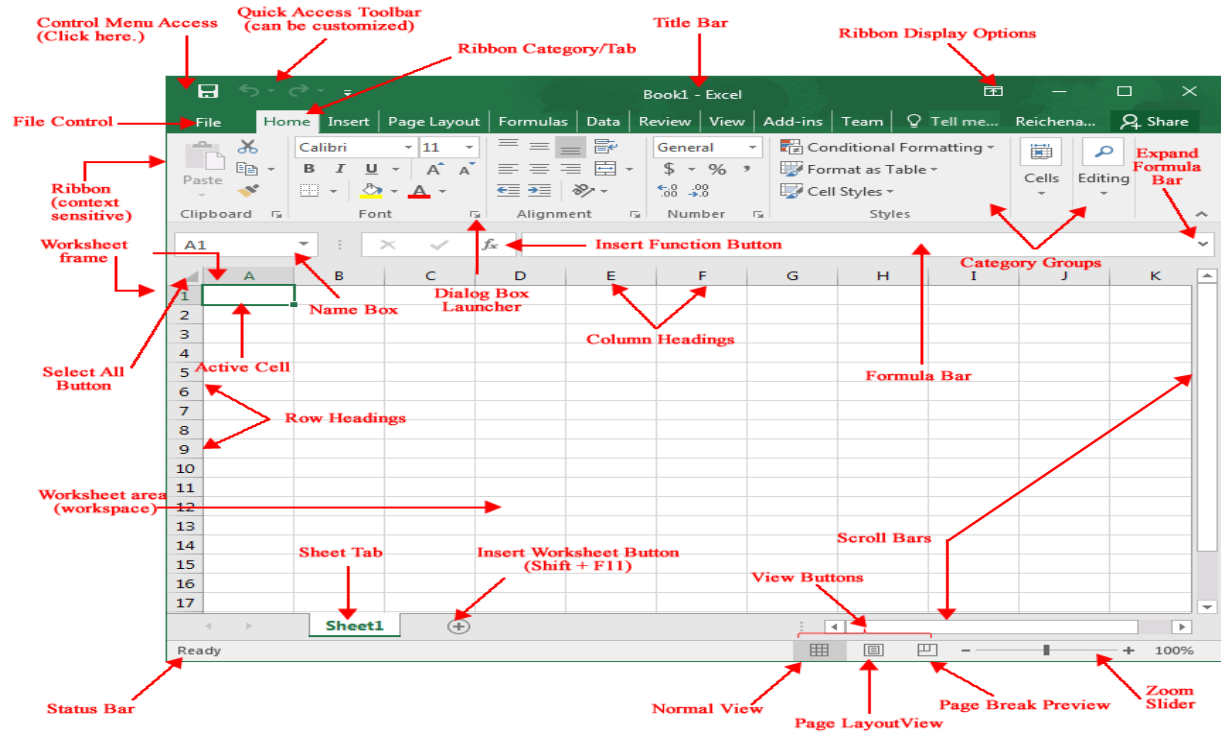 Control Menu Access
(Click here.)
Quick Access Toolbar
(can be customized)
Ribbon Category/Tab
Title Bar
Ribbon Display Options
Book1 - Excel
File Control
File Home Insert Page Layout Formulas Data Review View Add-ins Team Tell me... Reichena... Share
Ribbon
(context
sensitive)
Paste
Clipboard
Calibri 11
B I U A A
A
Font
Alignment
General
$ % ,
.00 .00
Number
Conditional Formatting
Format as Table
Cell Styles
Styles
Cells
Editing
Expand
Formula
Bar
Worksheet
frame
A1
fx
Insert Function Button
Category Groups
A B C D E F G H I J K
1
2
3
4
5
6
7
8
9
10
11
12
13
14
15
16
17
Name Box
Dialog Box
Launcher
Column Headings
Select All
Button
Active Cell
Formula Bar
Row Headings
Worksheet area
(workspace)
Sheet Tab
Insert Worksheet Button
(Shift + F11)
Scroll Bars
View Buttons
Sheet1
Ready
100%
Status Bar
Normal View
Page LayoutView
Page Break Preview
Zoom
Slider